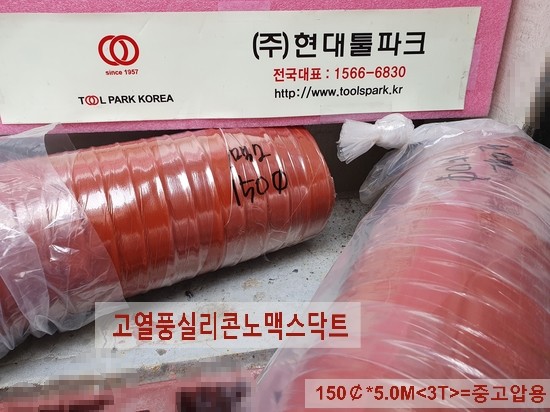 (주)현대툴파크
since 1957
전국대표 : 1566-6830
TOOL PARK KOREA
http://www.toolspark.kr
150⌀
고열풍실리콘노맥스닥트
150￠*5.0M<3T>=중고압용